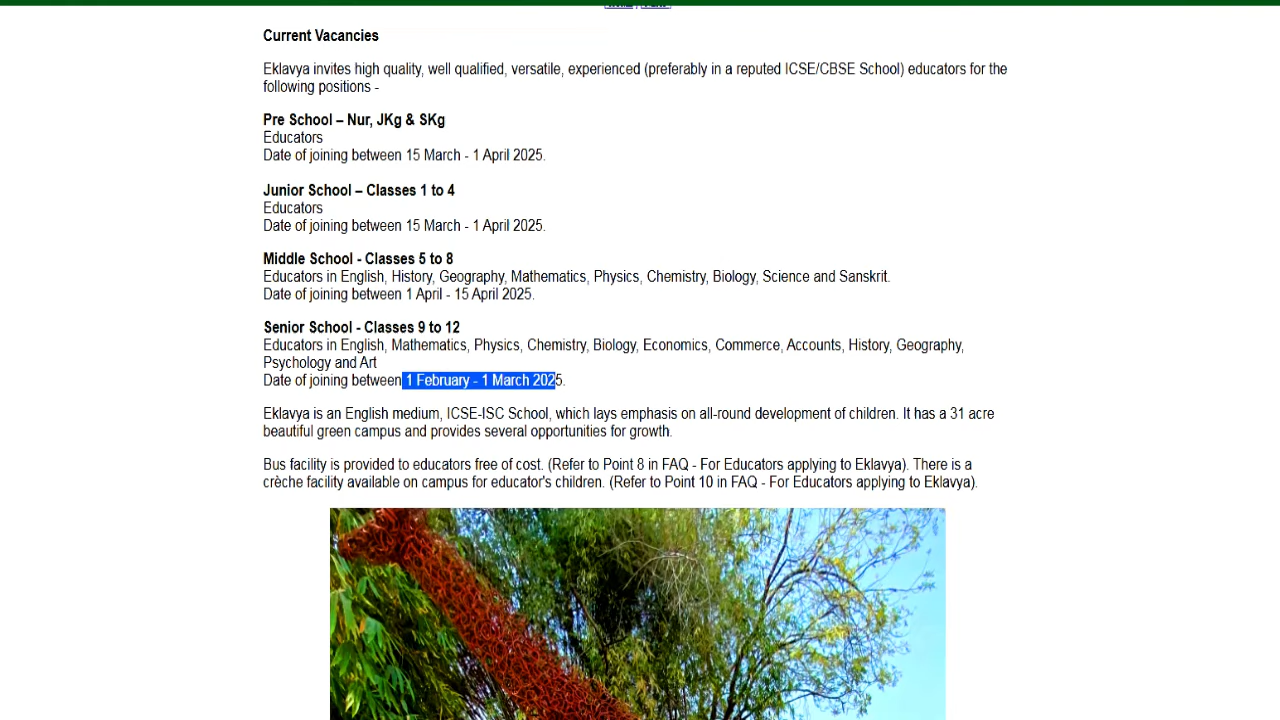 Current Vacancies
Eklavya invites high quality, well qualified, versatile, experienced (preferably in a reputed ICSE/CBSE School) educators for the
following positions -
Pre School – Nur, JKg & SKg
Educators
Date of joining between 15 March - 1 April 2025.
Junior School – Classes 1 to 4
Educators
Date of joining between 15 March - 1 April 2025.
Middle School - Classes 5 to 8
Educators in English, History, Geography, Mathematics, Physics, Chemistry, Biology, Science and Sanskrit.
Date of joining between 1 April - 15 April 2025.
Senior School - Classes 9 to 12
Educators in English, Mathematics, Physics, Chemistry, Biology, Economics, Commerce, Accounts, History, Geography,
Psychology and Art
Date of joining between 1 February - 1 March 2025.
Eklavya is an English medium, ICSE-ISC School, which lays emphasis on all-round development of children. It has a 31 acre
beautiful green campus and provides several opportunities for growth.
Bus facility is provided to educators free of cost. (Refer to Point 8 in FAQ - For Educators applying to Eklavya). There is a
crèche facility available on campus for educator's children. (Refer to Point 10 in FAQ - For Educators applying to Eklavya).